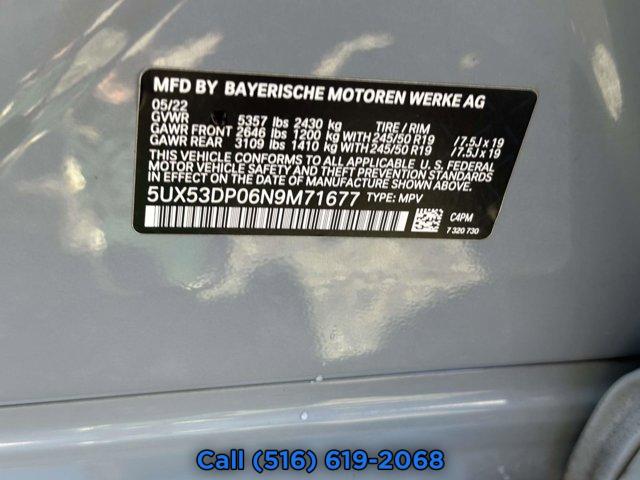 MFD BY BAYERISCHE MOTOREN WERKE AG
05/22
GVWR 5357 lbs 2430 kg TIRE / RIM
GAWR FRONT 2646 lbs 1200 kg WITH 245/50 R19 / 7.5J x 19
GAWR REAR 3109 lbs 1410 kg WITH 245/50 R19 / 7.5J x 19
THIS VEHICLE CONFORMS TO ALL APPLICABLE U. S. FEDERAL
MOTOR VEHICLE SAFETY AND THEFT PREVENTION STANDARDS
IN EFFECT ON THE DATE OF MANUFACTURE SHOWN ABOVE.
5UX53DP06N9M71677 TYPE: MPV
C4PM
7 320 730
Call (516) 619-2068